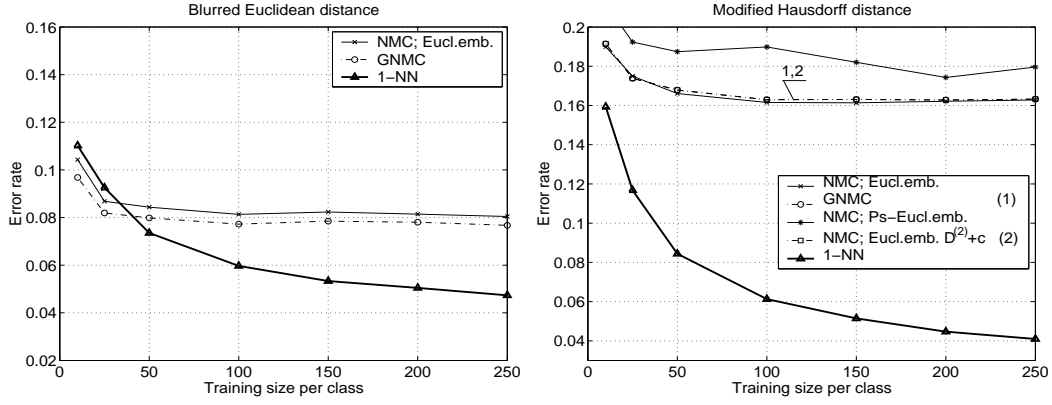 Blurred Euclidean distance
0.16
0.14
0.12
0.1
0.08
0.06
0.04
0.02
Error rate
0
50
100
150
200
250
Training size per class
NMC; Eucl.emb.
GNMC
1−NN
Modified Hausdorff distance
0.2
0.18
0.16
0.14
0.12
0.1
0.08
0.06
0.04
Error rate
0
50
100
150
200
250
Training size per class
1,2
NMC; Eucl.emb.
GNMC (1)
NMC; Ps−Eucl.emb.
NMC; Eucl.emb. D(2)+c (2)
1−NN